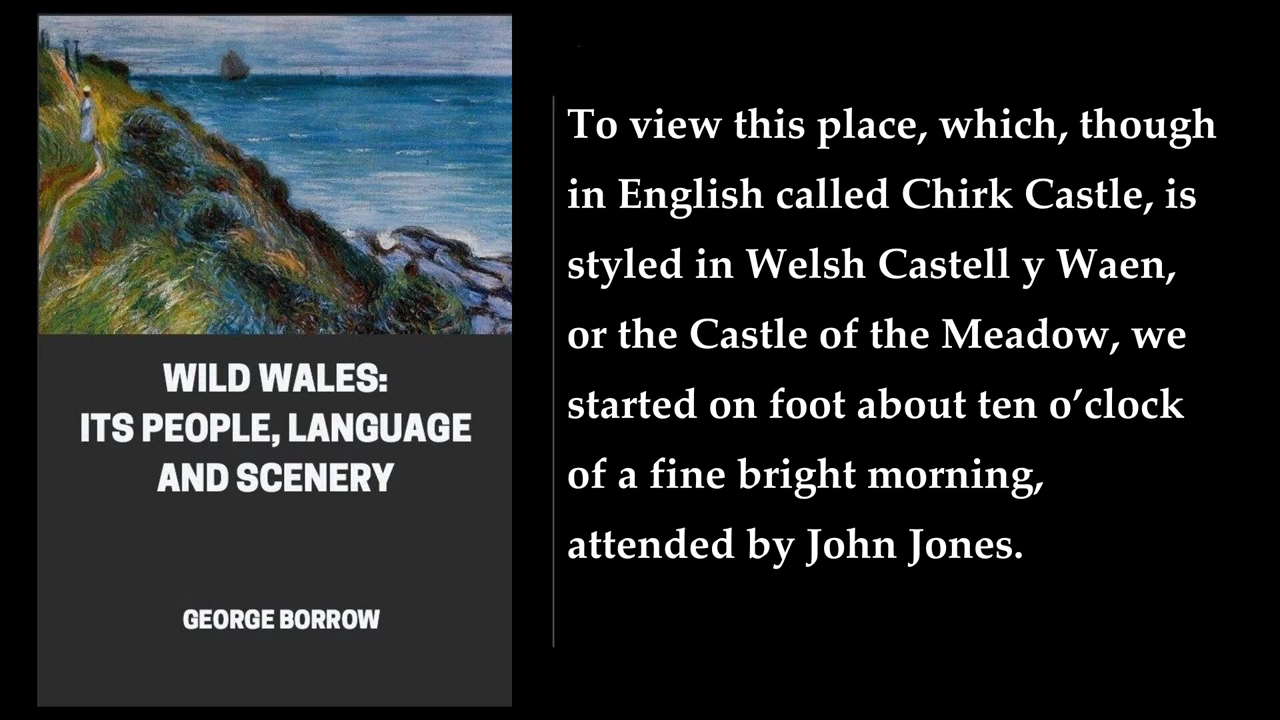 WILD WALES:
ITS PEOPLE, LANGUAGE
AND SCENERY
GEORGE BORROW
To view this place, which, though
in English called Chirk Castle, is
styled in Welsh Castell y Waen,
or the Castle of the Meadow, we
started on foot about ten o’clock
of a fine bright morning,
attended by John Jones.